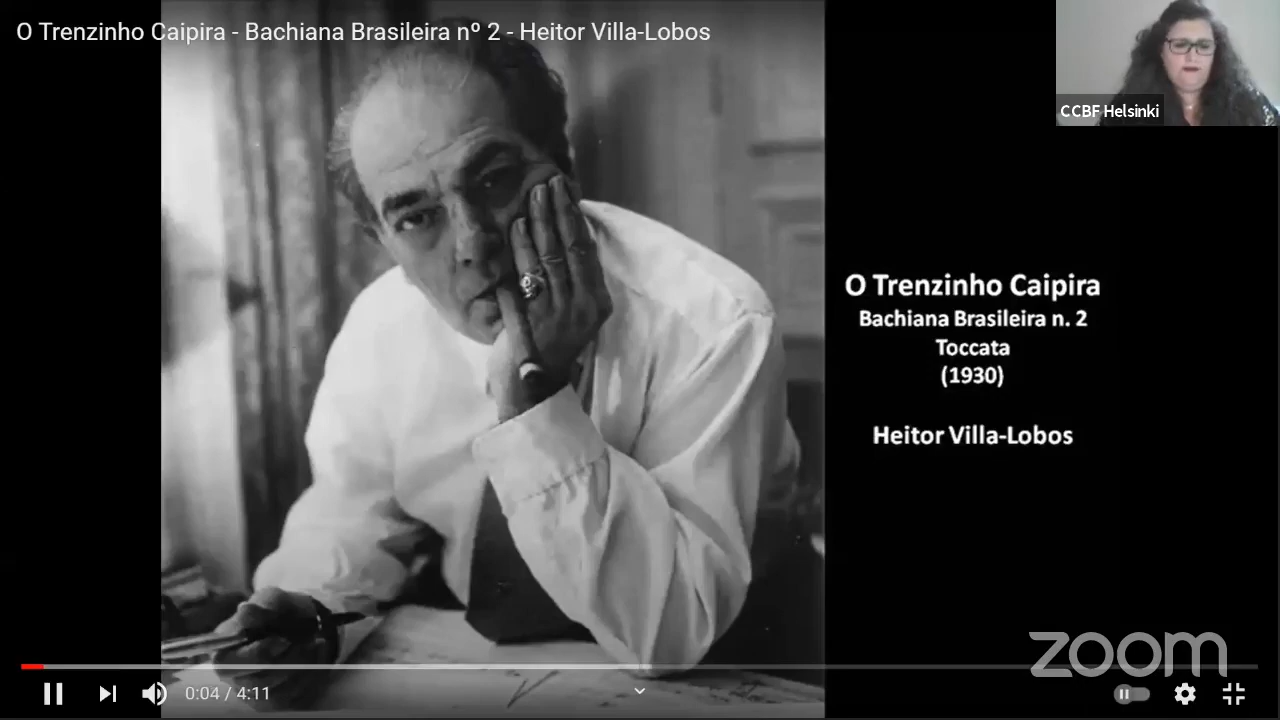 O Trenzinho Caipira - Bachiana Brasileira nº 2 - Heitor Villa-Lobos
CCBF Helsinki
O Trenzinho Caipira
Bachiana Brasileira n. 2
Toccata
(1930)
Heitor Villa-Lobos
zoom
0:04 / 4:11